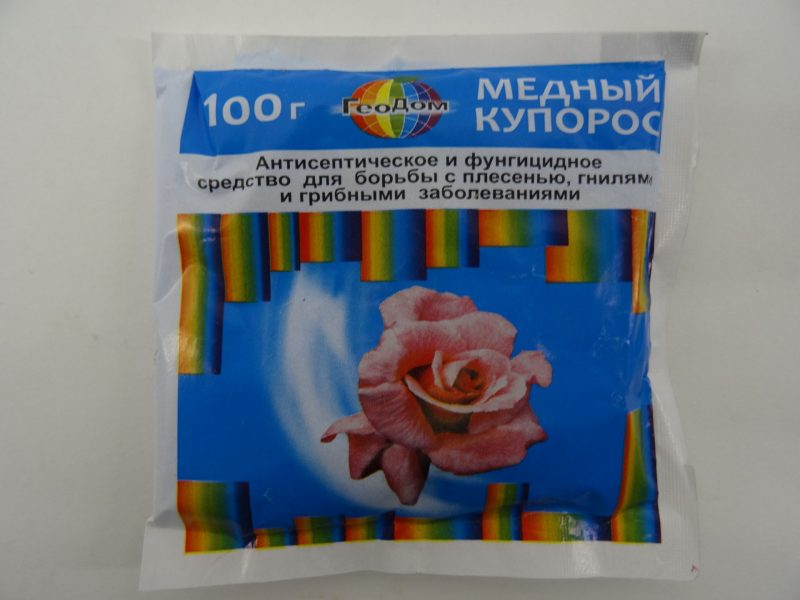 100 г
ГеоДом
МЕДНЫЙ
КУПОРОС
Антисептическое и фунгицидное
средство для борьбы с плесенью, гнилями
и грибными заболеваниями